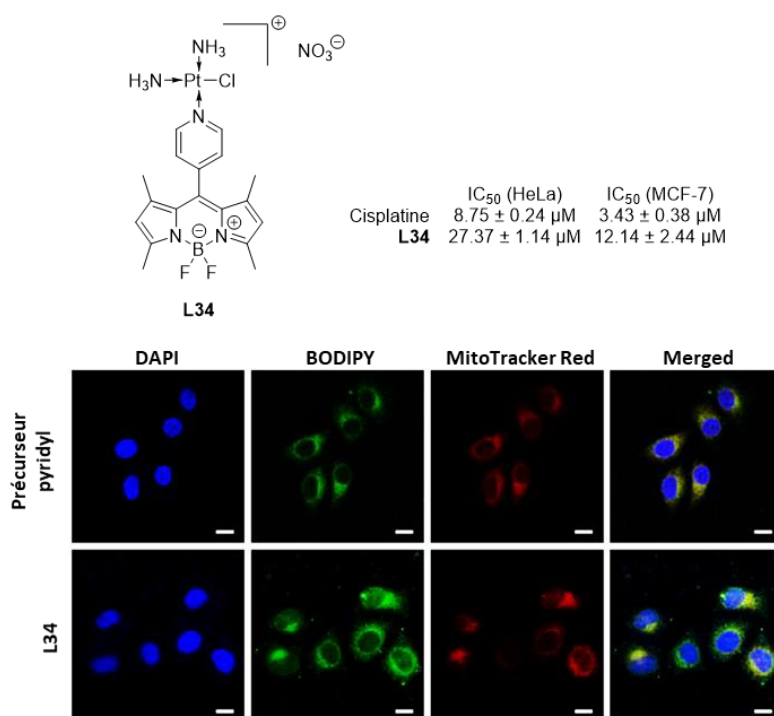 NH₃
⊕
NO₃⊖
H₃N Pt Cl
N
N ⊖ N ⊕
B
F F
L34
IC₅₀ (HeLa) IC₅₀ (MCF-7)
Cisplatine 8.75 ± 0.24 µM 3.43 ± 0.38 µM
L34 27.37 ± 1.14 µM 12.14 ± 2.44 µM
DAPI BODIPY MitoTracker Red Merged
Précurseur
pyridyl
L34